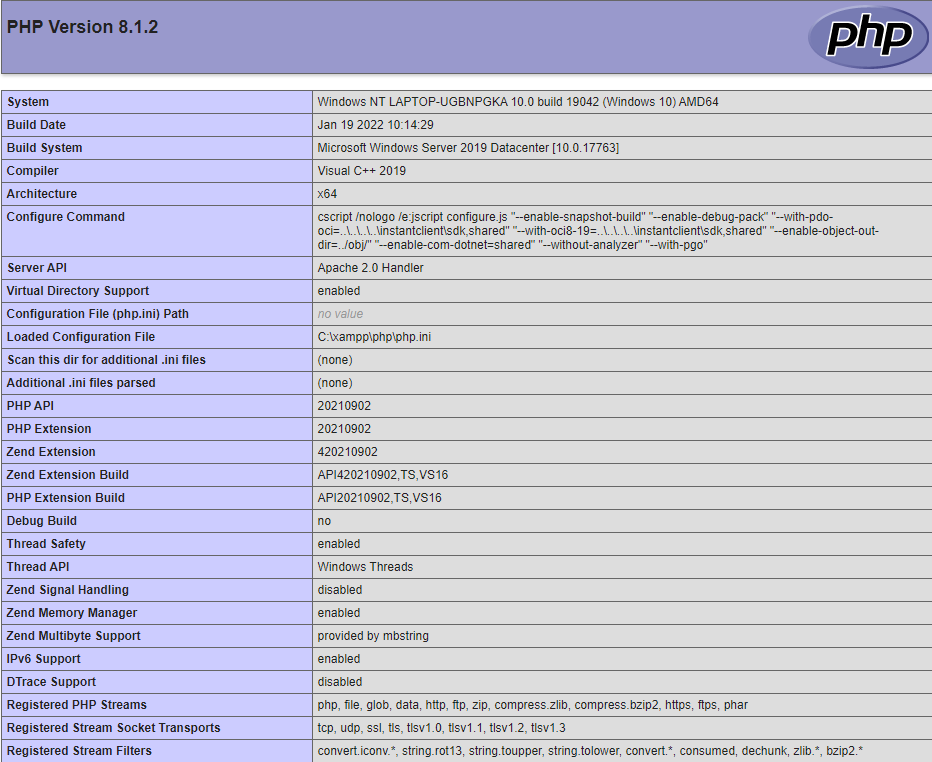 PHP Version 8.1.2
php
System Windows NT LAPTOP-UGBNPGKA 10.0 build 19042 (Windows 10) AMD64
Build Date Jan 19 2022 10:14:29
Build System Microsoft Windows Server 2019 Datacenter [10.0.17763]
Compiler Visual C++ 2019
Architecture x64
Configure Command cscript /nologo /e:jscript configure.js "--enable-snapshot-build" "--enable-debug-pack" "--with-pdo-
oci=..\..\..\..\instantclient\sdk,shared" "--with-oci8-19=..\..\..\..\instantclient\sdk,shared" "--enable-object-out-
dir=../obj/" "--enable-com-dotnet=shared" "--without-analyzer" "--with-pgo"
Server API Apache 2.0 Handler
Virtual Directory Support enabled
Configuration File (php.ini) Path no value
Loaded Configuration File C:\xampp\php\php.ini
Scan this dir for additional .ini files (none)
Additional .ini files parsed (none)
PHP API 20210902
PHP Extension 20210902
Zend Extension 420210902
Zend Extension Build API420210902,TS,VS16
PHP Extension Build API20210902,TS,VS16
Debug Build no
Thread Safety enabled
Thread API Windows Threads
Zend Signal Handling disabled
Zend Memory Manager enabled
Zend Multibyte Support provided by mbstring
IPv6 Support enabled
DTrace Support disabled
Registered PHP Streams php, file, glob, data, http, ftp, zip, compress.zlib, compress.bzip2, https, ftps, phar
Registered Stream Socket Transports tcp, udp, ssl, tls, tlsv1.0, tlsv1.1, tlsv1.2, tlsv1.3
Registered Stream Filters convert.iconv.*, string.rot13, string.toupper, string.tolower, convert.*, consumed, dechunk, zlib.*, bzip2.*